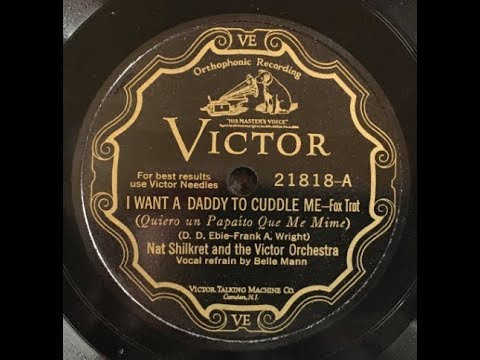 VE
Orthophonic Recording
"HIS MASTER'S VOICE"
VICTOR
For best results
use Victor Needles
21818-A
I WANT A DADDY TO CUDDLE ME—Fox Trot
(Quiero un Papaíto Que Me Mime)
(D. D. Ebie-Frank A. Wright)
Nat Shilkret and the Victor Orchestra
Vocal refrain by Belle Mann
VICTOR TALKING MACHINE CO.
Camden, N.J.
VE